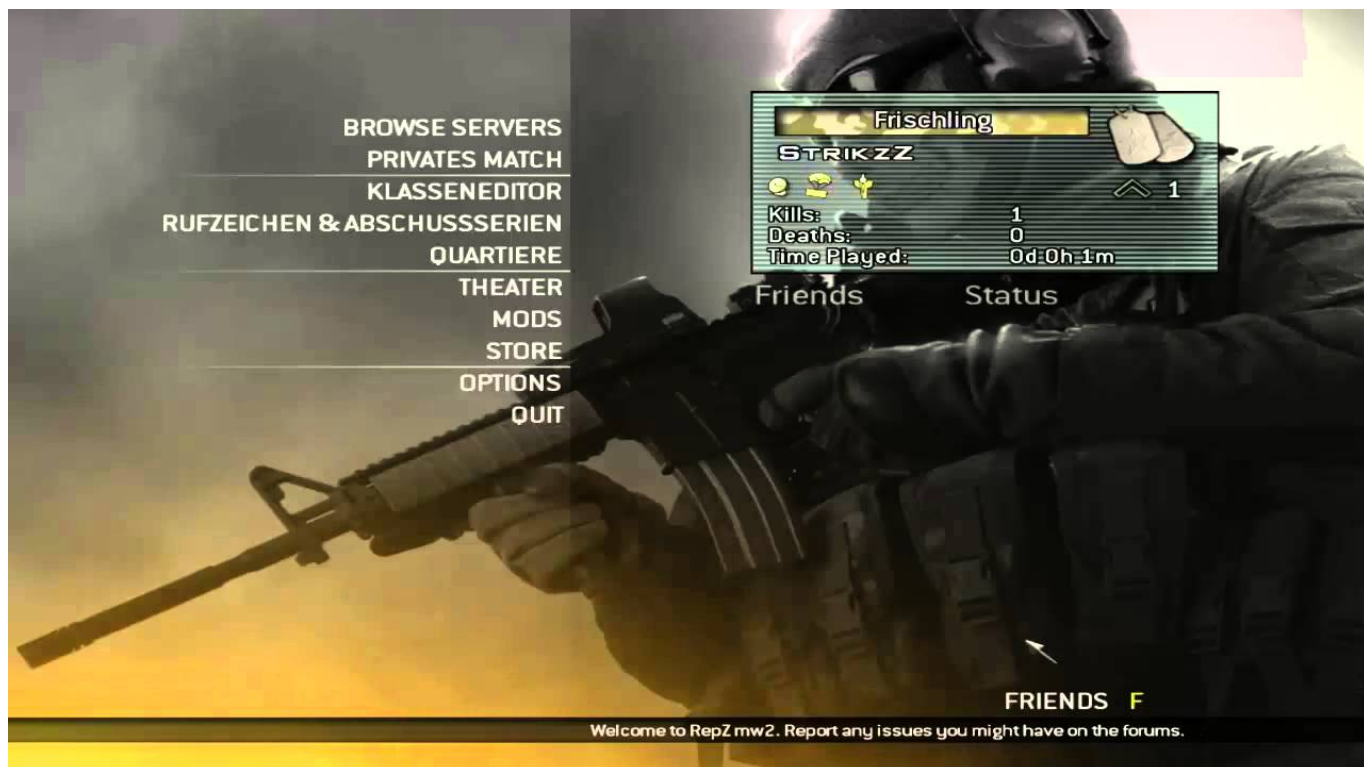 BROWSE SERVERS
PRIVATES MATCH
KLASSENEDITOR
RUFZEICHEN & ABSCHUSSSERIEN
QUARTIERE
THEATER
MODS
STORE
OPTIONS
QUIT
Frischling
STRIKZZ
1
Kills: 1
Deaths: 0
Time Played: 0d 0h 1m
Friends Status
FRIENDS F
Welcome to RepZ mw2. Report any issues you might have on the forums.